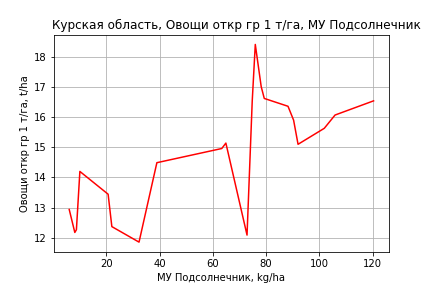 Курская область, Овощи откр гр 1 т/га, МУ Подсолнечник
18
17
16
15
14
13
12
Овощи откр гр 1 т/га, t/ha
20 40 60 80 100 120
МУ Подсолнечник, kg/ha